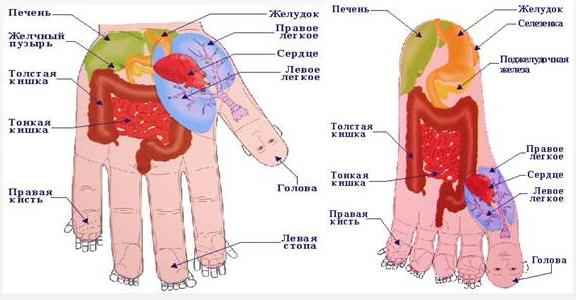 Печень
Желчный
пузырь
Толстая
кишка
Тонкая
кишка
Правая
кисть
Желудок
Правое
легкое
Сердце
Левое
легкое
Голова
Левая
стопа
Печень
Толстая
кишка
Тонкая
кишка
Правая
кисть
Желудок
Селезенка
Поджелудочная
железа
Правое
легкое
Сердце
Левое
легкое
Голова